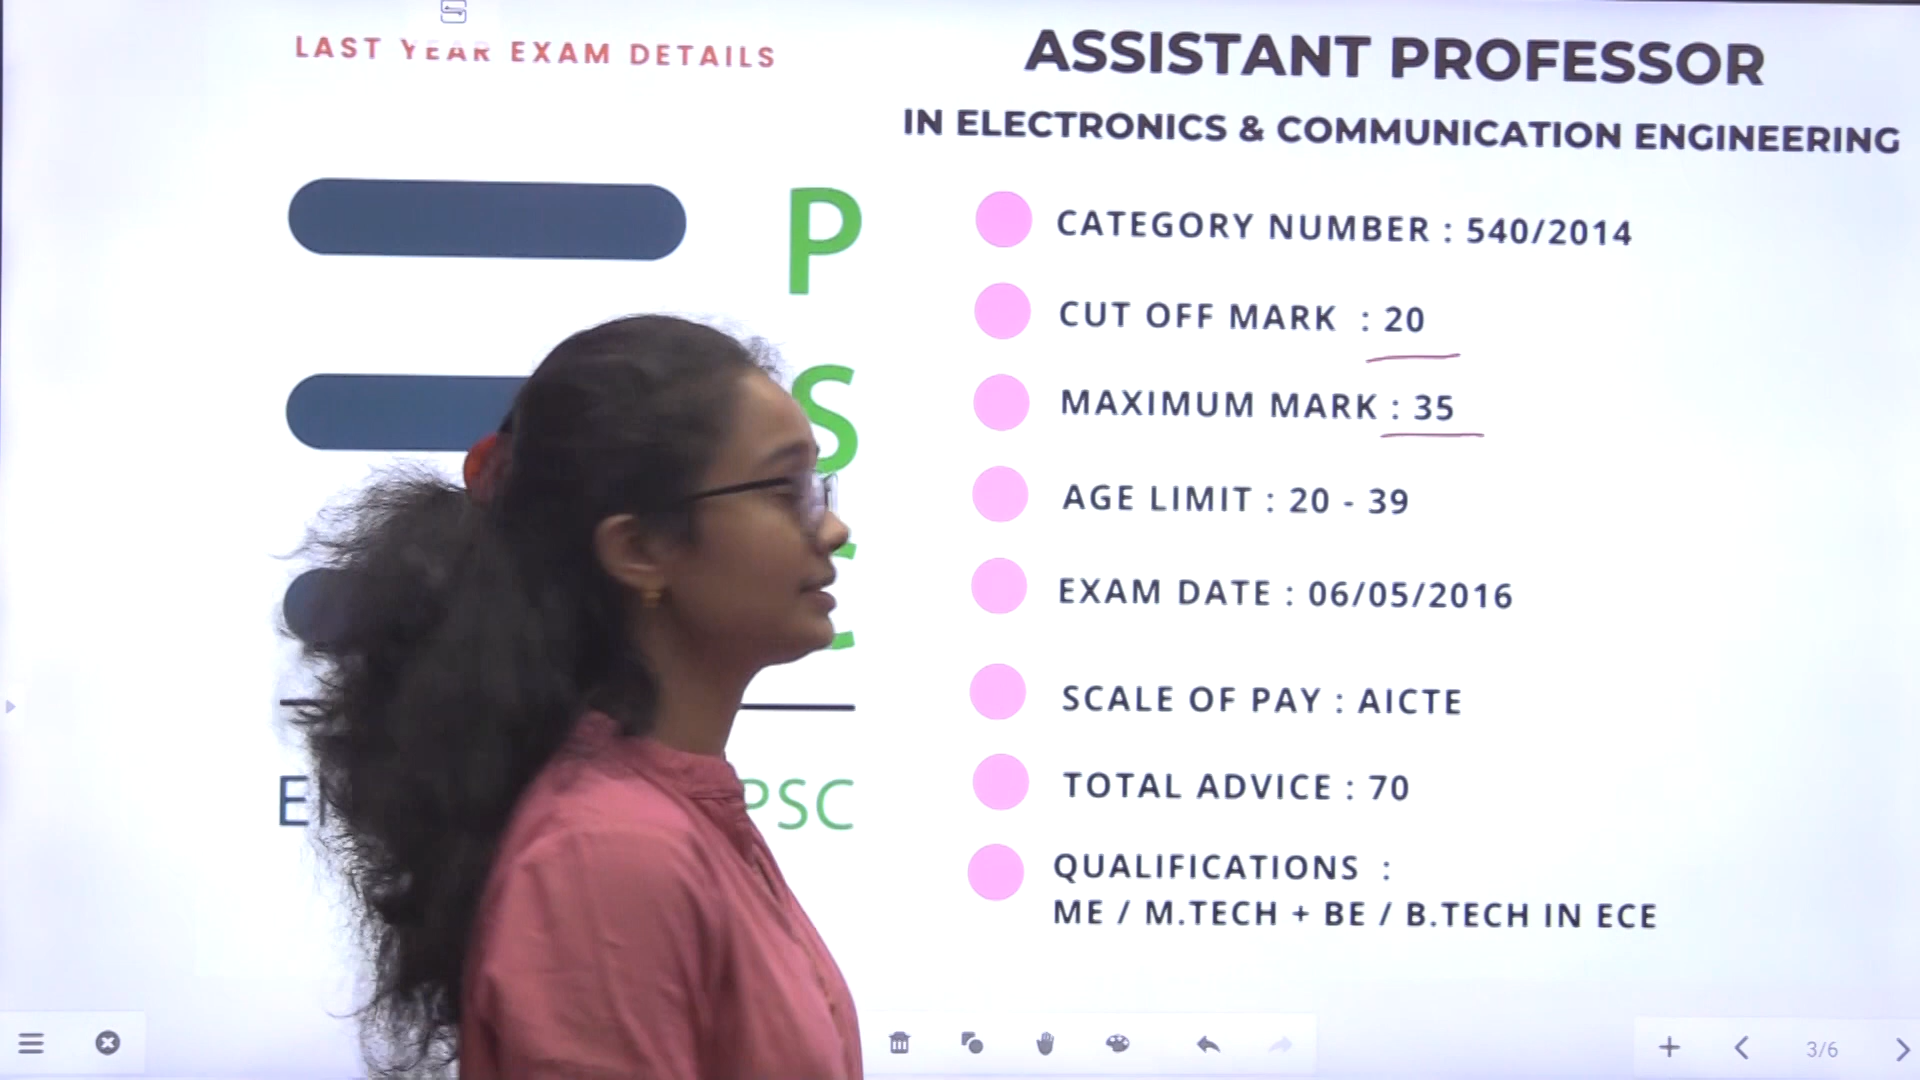 LAST YEAR EXAM DETAILS
ASSISTANT PROFESSOR
IN ELECTRONICS & COMMUNICATION ENGINEERING
P
S
CATEGORY NUMBER : 540/2014
CUT OFF MARK : 20
MAXIMUM MARK : 35
AGE LIMIT : 20 - 39
EXAM DATE : 06/05/2016
SCALE OF PAY : AICTE
TOTAL ADVICE : 70
QUALIFICATIONS :
ME / M.TECH + BE / B.TECH IN ECE
PSC
3/6